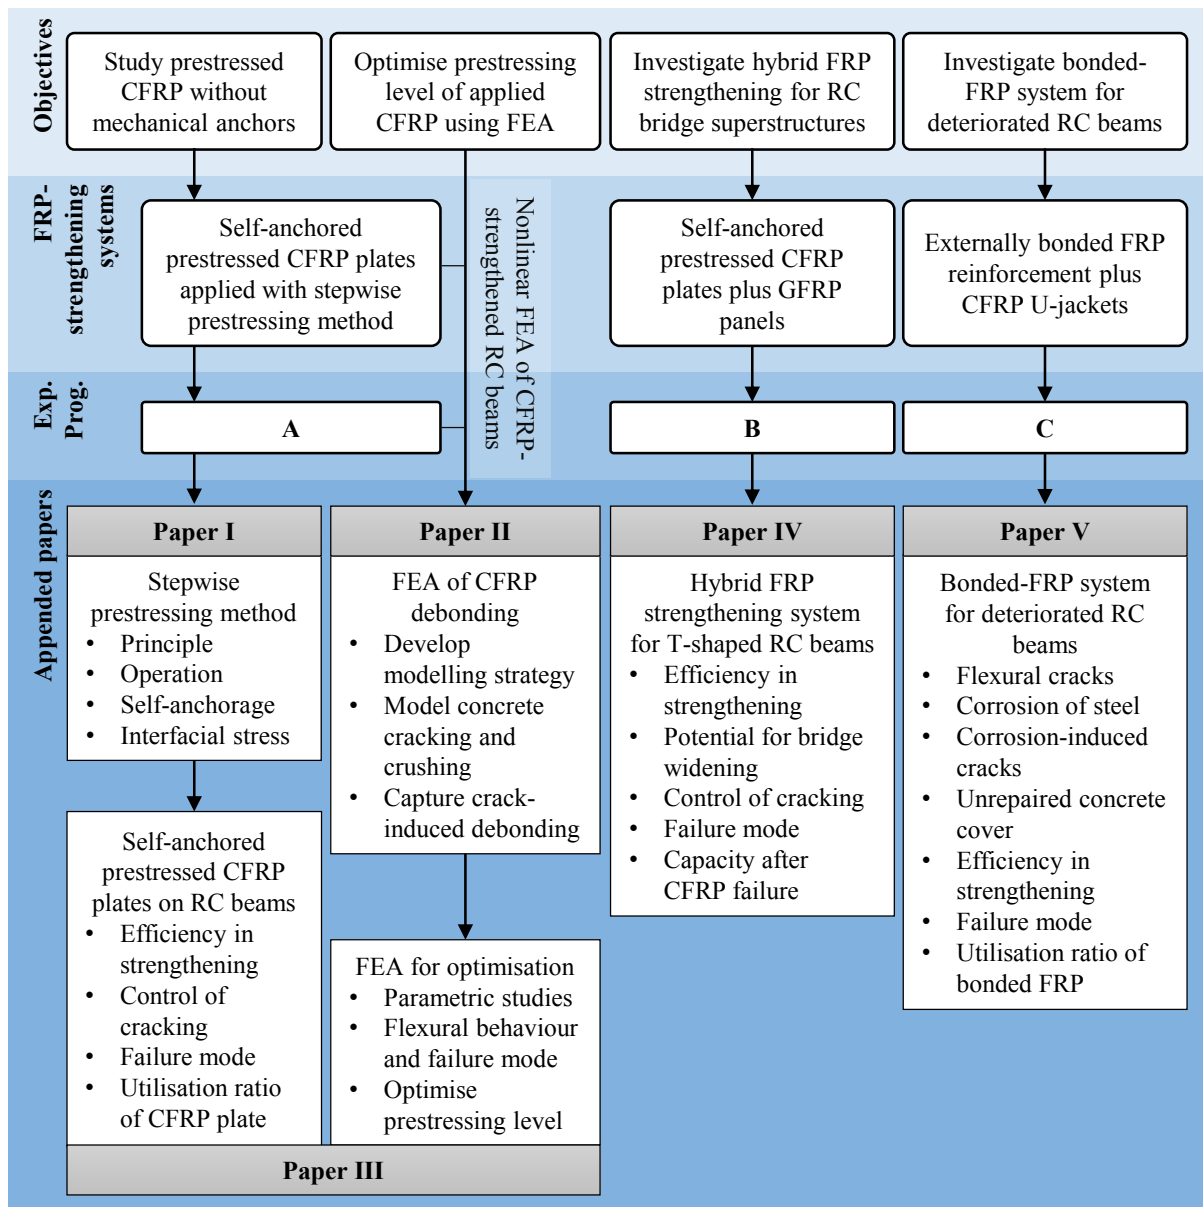 Objectives
Study prestressed
CFRP without
mechanical anchors
Optimise prestressing
level of applied
CFRP using FEA
Investigate hybrid FRP
strengthening for RC
bridge superstructures
Investigate bonded-
FRP system for
deteriorated RC beams
FRP-
strengthening
systems
Self-anchored
prestressed CFRP plates
applied with stepwise
prestressing method
Nonlinear FEA of CFRP-
strengthened RC beams
Self-anchored
prestressed CFRP
plates plus GFRP
panels
Externally bonded FRP
reinforcement plus
CFRP U-jackets
Exp.
Prog.
A
B
C
Appended papers
Paper I
Stepwise
prestressing method
• Principle
• Operation
• Self-anchorage
• Interfacial stress
Self-anchored
prestressed CFRP
plates on RC beams
• Efficiency in
strengthening
• Control of
cracking
• Failure mode
• Utilisation ratio
of CFRP plate
Paper II
FEA of CFRP
debonding
• Develop
modelling strategy
• Model concrete
cracking and
crushing
• Capture crack-
induced debonding
FEA for optimisation
• Parametric studies
• Flexural behaviour
and failure mode
• Optimise
prestressing level
Paper III
Paper IV
Hybrid FRP
strengthening system
for T-shaped RC beams
• Efficiency in
strengthening
• Potential for bridge
widening
• Control of cracking
• Failure mode
• Capacity after
CFRP failure
Paper V
Bonded-FRP system
for deteriorated RC
beams
• Flexural cracks
• Corrosion of steel
• Corrosion-induced
cracks
• Unrepaired concrete
cover
• Efficiency in
strengthening
• Failure mode
• Utilisation ratio of
bonded FRP